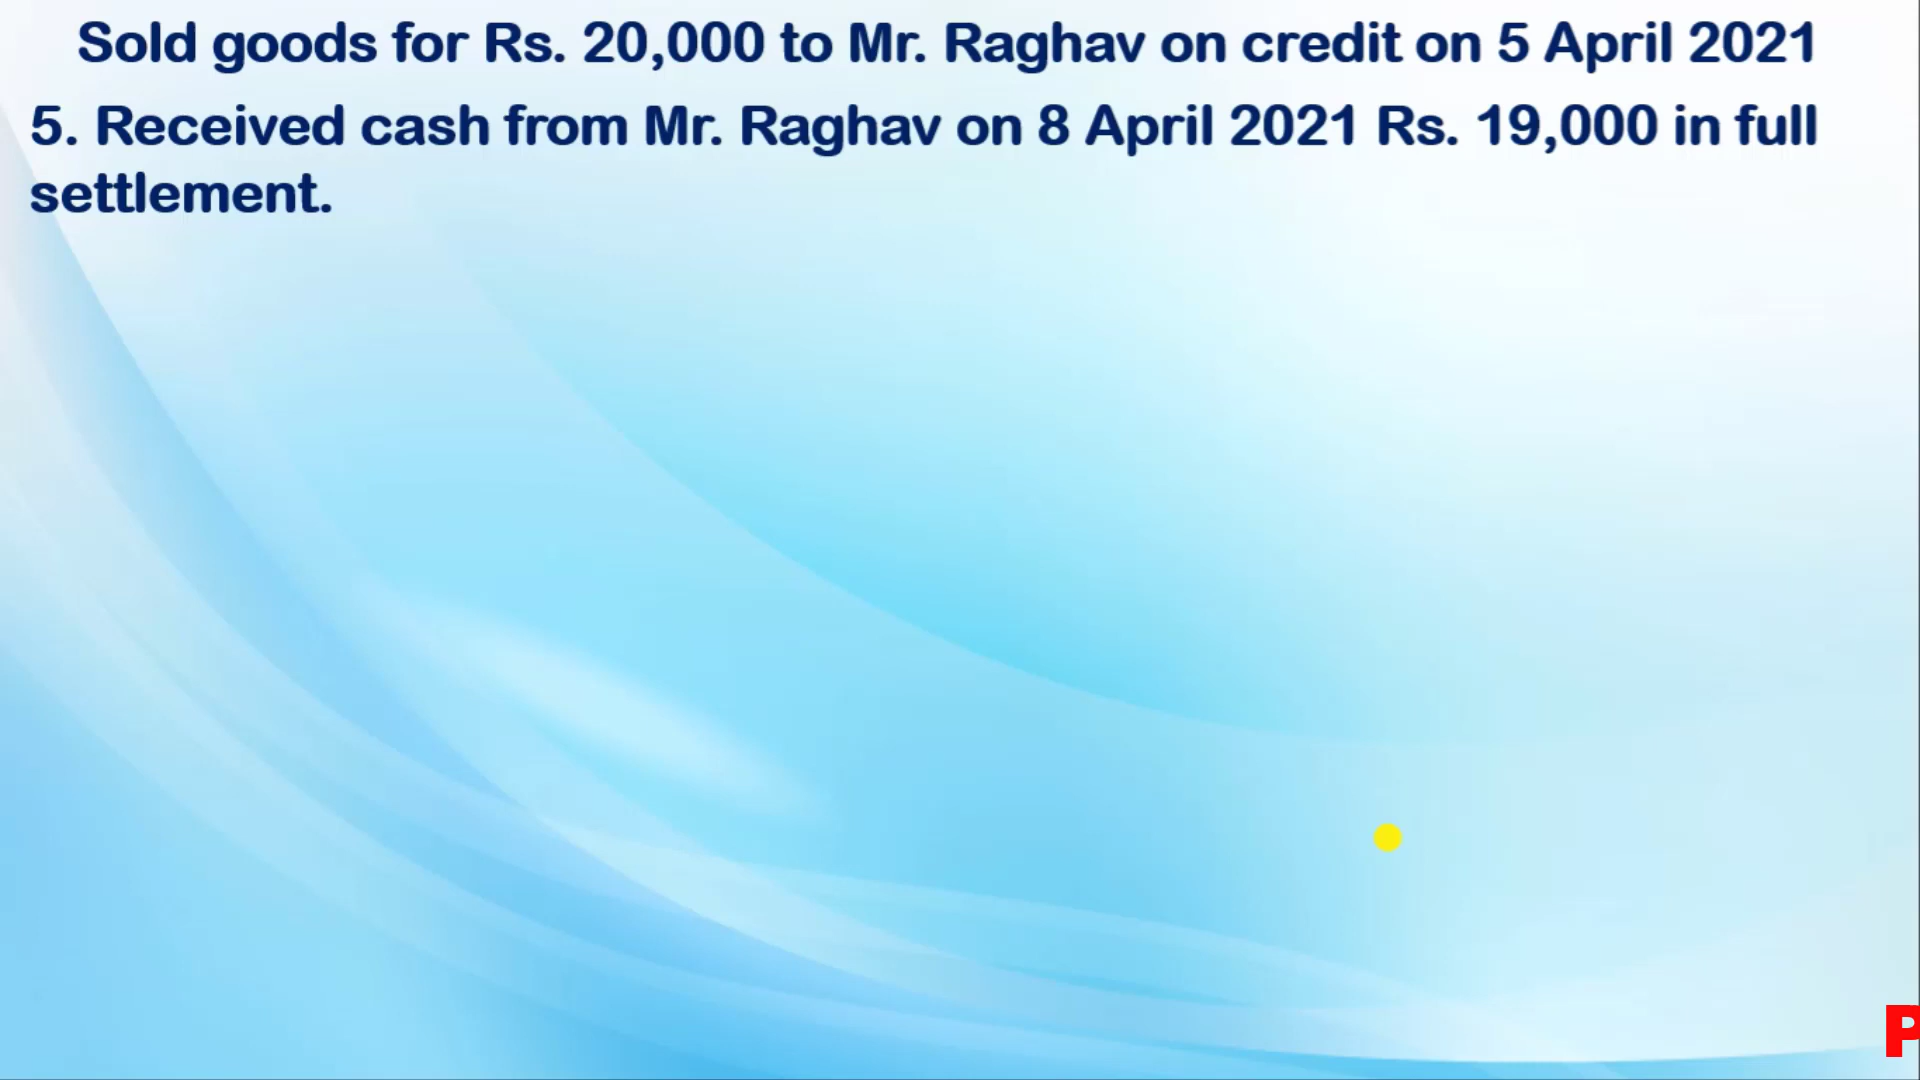 Sold goods for Rs. 20,000 to Mr. Raghav on credit on 5 April 2021
5. Received cash from Mr. Raghav on 8 April 2021 Rs. 19,000 in full
settlement.
P